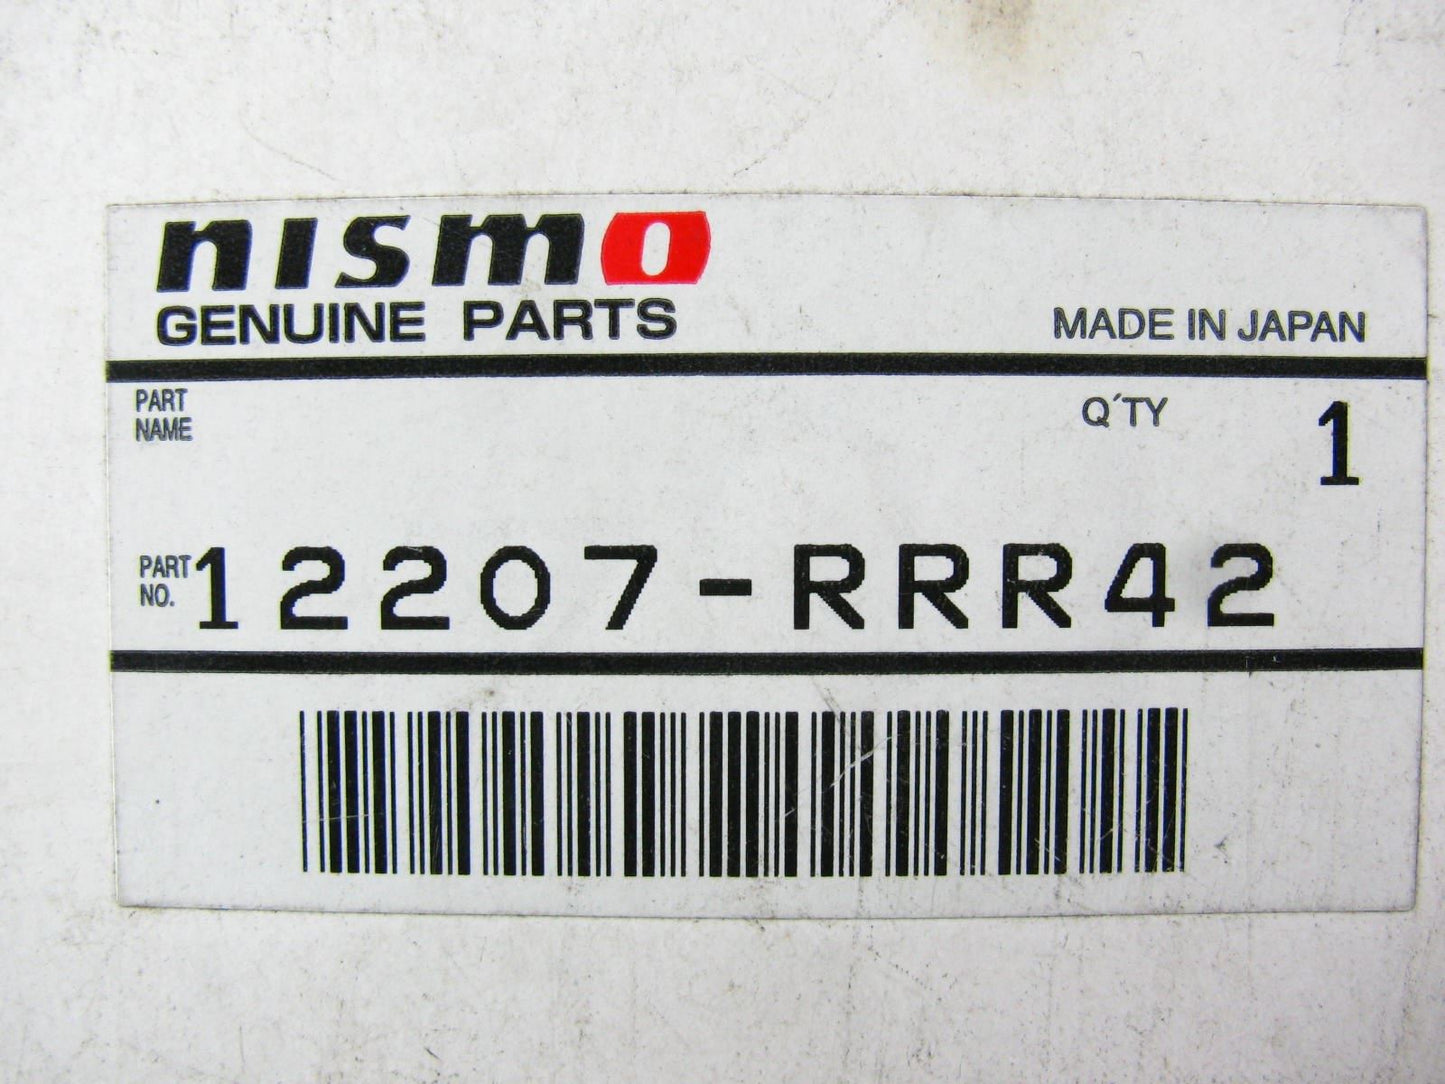 nismo
GENUINE PARTS
MADE IN JAPAN
PART NAME
Q'TY 1
PART NO. 12207-RRR42